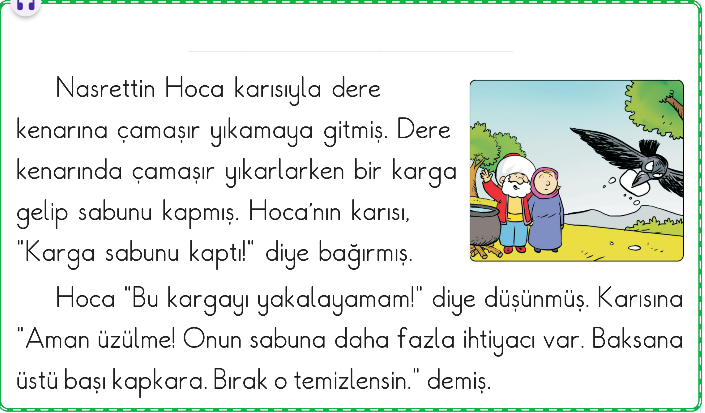 Nasrettin Hoca karısıyla dere
kenarına çamaşır yıkamaya gitmiş. Dere
kenarında çamaşır yıkarlarken bir karga
gelip sabunu kapmış. Hoca'nın karısı,
"Karga sabunu kaptı!" diye bağırmış.
Hoca "Bu kargayı yakalayamam!" diye düşünmüş. Karısına
"Aman üzülme! Onun sabuna daha fazla ihtiyacı var. Baksana
üstü başı kapkara. Bırak o temizlensin." demiş.